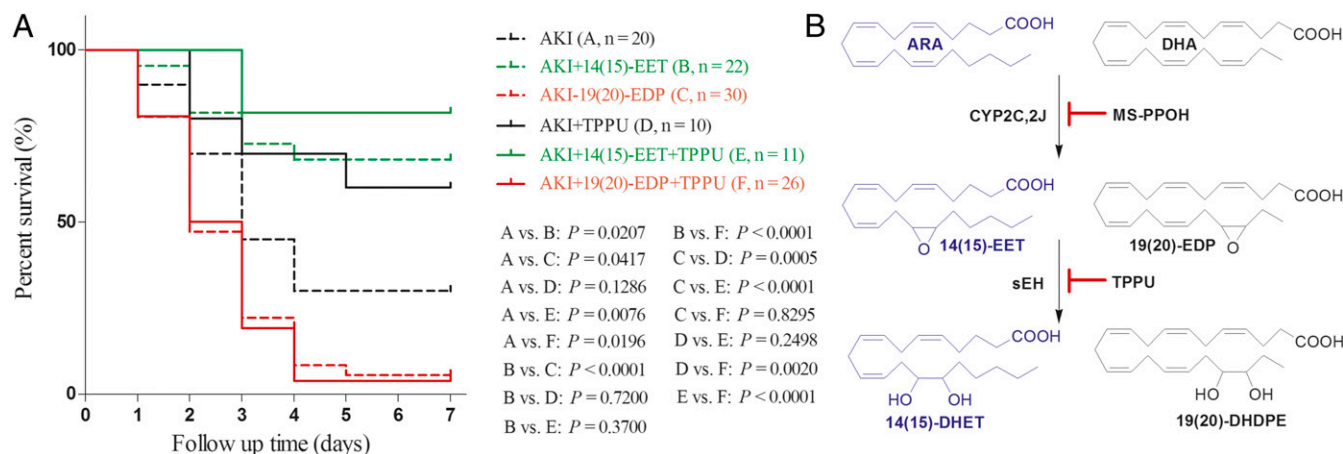 A
Percent survival (%)
100
50
0
0 1 2 3 4 5 6 7
Follow up time (days)
AKI (A, n = 20)
AKI+14(15)-EET (B, n = 22)
AKI-19(20)-EDP (C, n = 30)
AKI+TPPU (D, n = 10)
AKI+14(15)-EET+TPPU (E, n = 11)
AKI+19(20)-EDP+TPPU (F, n = 26)
A vs. B: P = 0.0207
A vs. C: P = 0.0417
A vs. D: P = 0.1286
A vs. E: P = 0.0076
A vs. F: P = 0.0196
B vs. C: P < 0.0001
B vs. D: P = 0.7200
B vs. E: P = 0.3700
B vs. F: P < 0.0001
C vs. D: P = 0.0005
C vs. E: P < 0.0001
C vs. F: P = 0.8295
D vs. E: P = 0.2498
D vs. F: P = 0.0020
E vs. F: P < 0.0001
B
COOH
ARA
COOH
DHA
CYP2C,2J
MS-PPOH
COOH
O
14(15)-EET
COOH
O
19(20)-EDP
sEH
TPPU
COOH
HO OH
14(15)-DHET
COOH
HO OH
19(20)-DHDPE